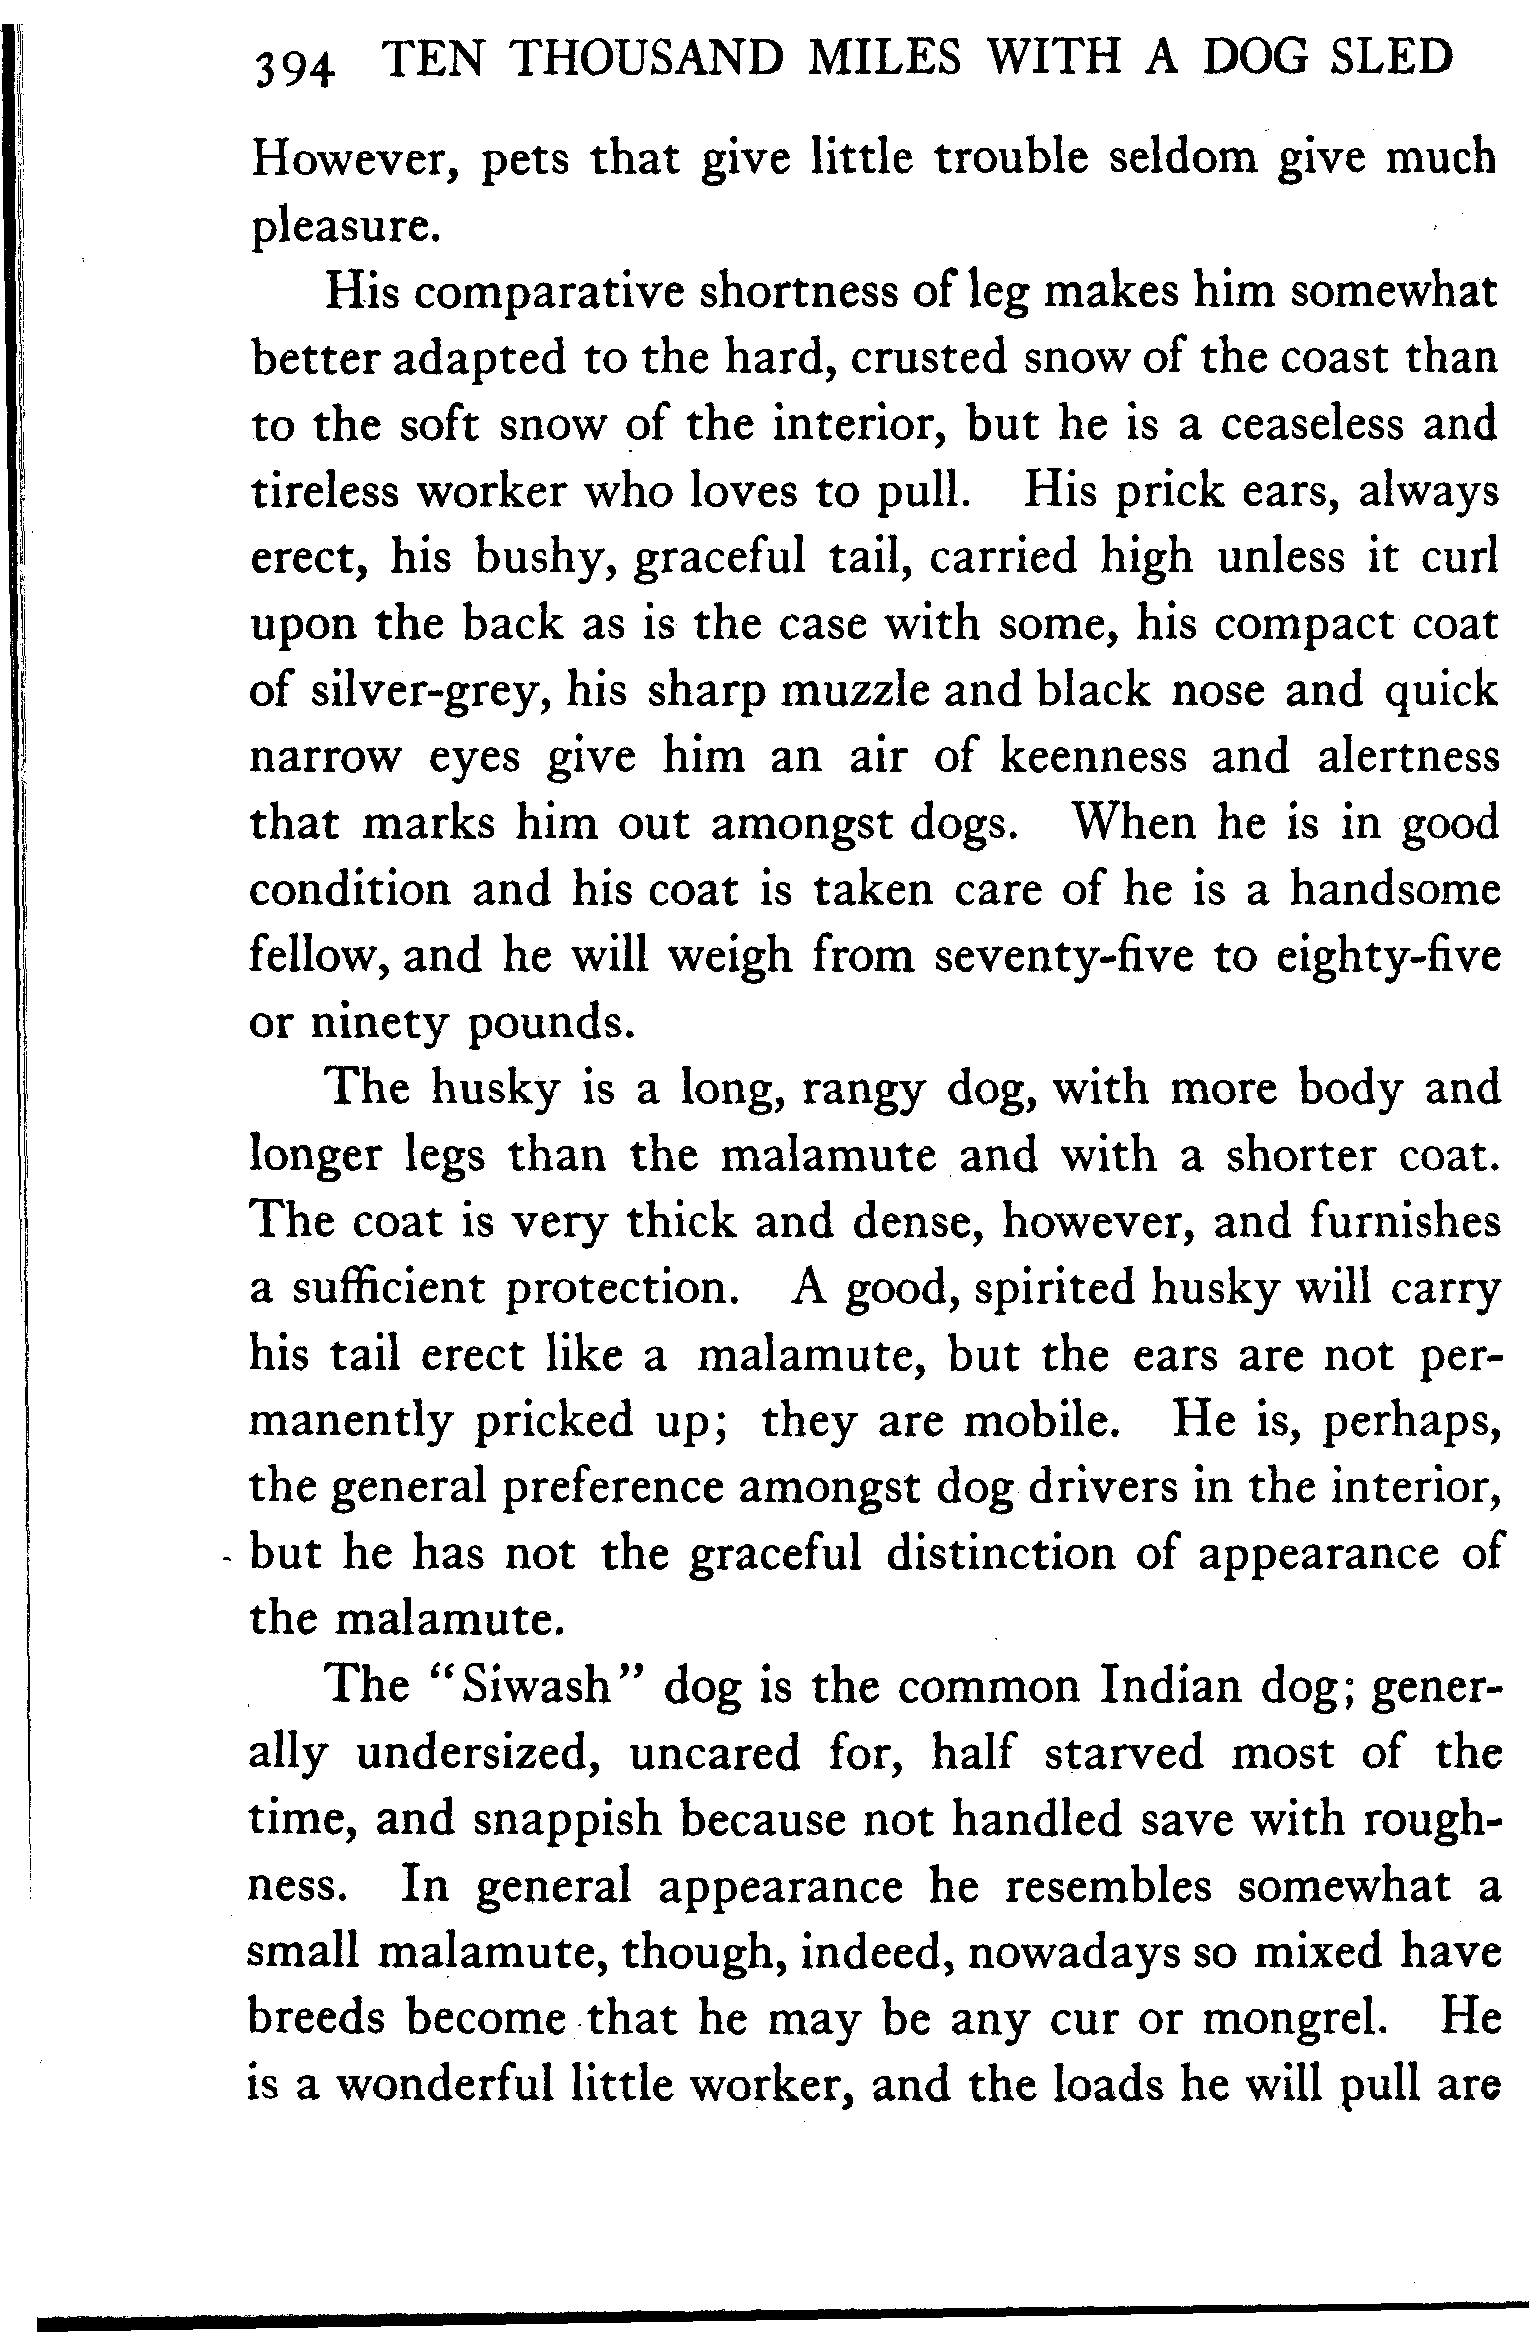 394 TEN THOUSAND MILES WITH A DOG SLED
However, pets that give little trouble seldom give much
pleasure.
His comparative shortness of leg makes him somewhat
better adapted to the hard, crusted snow of the coast than
to the soft snow of the interior, but he is a ceaseless and
tireless worker who loves to pull. His prick ears, always
erect, his bushy, graceful tail, carried high unless it curl
upon the back as is the case with some, his compact coat
of silver-grey, his sharp muzzle and black nose and quick
narrow eyes give him an air of keenness and alertness
that marks him out amongst dogs. When he is in good
condition and his coat is taken care of he is a handsome
fellow, and he will weigh from seventy-five to eighty-five
or ninety pounds.
The husky is a long, rangy dog, with more body and
longer legs than the malamute and with a shorter coat.
The coat is very thick and dense, however, and furnishes
a sufficient protection. A good, spirited husky will carry
his tail erect like a malamute, but the ears are not per-
manently pricked up; they are mobile. He is, perhaps,
the general preference amongst dog drivers in the interior,
but he has not the graceful distinction of appearance of
the malamute.
The "Siwash" dog is the common Indian dog; gener-
ally undersized, uncared for, half starved most of the
time, and snappish because not handled save with rough-
ness. In general appearance he resembles somewhat a
small malamute, though, indeed, nowadays so mixed have
breeds become that he may be any cur or mongrel. He
is a wonderful little worker, and the loads he will pull are